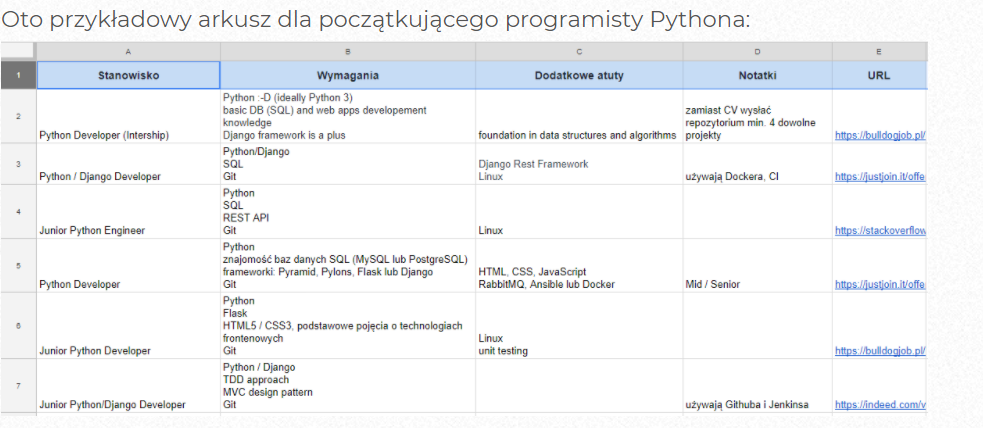 Oto przykładowy arkusz dla początkującego programisty Pythona:
A B C D E
1 Stanowisko Wymagania Dodatkowe atuty Notatki URL
2
Python Developer (Intership)
Python :-D (ideally Python 3)
basic DB (SQL) and web apps developement
knowledge
Django framework is a plus
foundation in data structures and algorithms
zamiast CV wysłać
repozytorium min. 4 dowolne
projekty
https://bulldogjob.pl/
3
Python / Django Developer
Python/Django
SQL
Git
Django Rest Framework
Linux
używają Dockera, CI
https://justjoin.it/offe
4
Junior Python Engineer
Python
SQL
REST API
Git
Linux
https://stackoverflow
5
Python Developer
Python
znajomość baz danych SQL (MySQL lub PostgreSQL)
frameworki: Pyramid, Pylons, Flask lub Django
Git
HTML, CSS, JavaScript
RabbitMQ, Ansible lub Docker
Mid / Senior
https://justjoin.it/offe
6
Junior Python Developer
Python
Flask
HTML5 / CSS3, podstawowe pojęcia o technologiach
frontenowych
Git
Linux
unit testing
https://bulldogjob.pl/
7
Junior Python/Django Developer
Python / Django
TDD approach
MVC design pattern
Git
używają Githuba i Jenkinsa
https://indeed.com/v